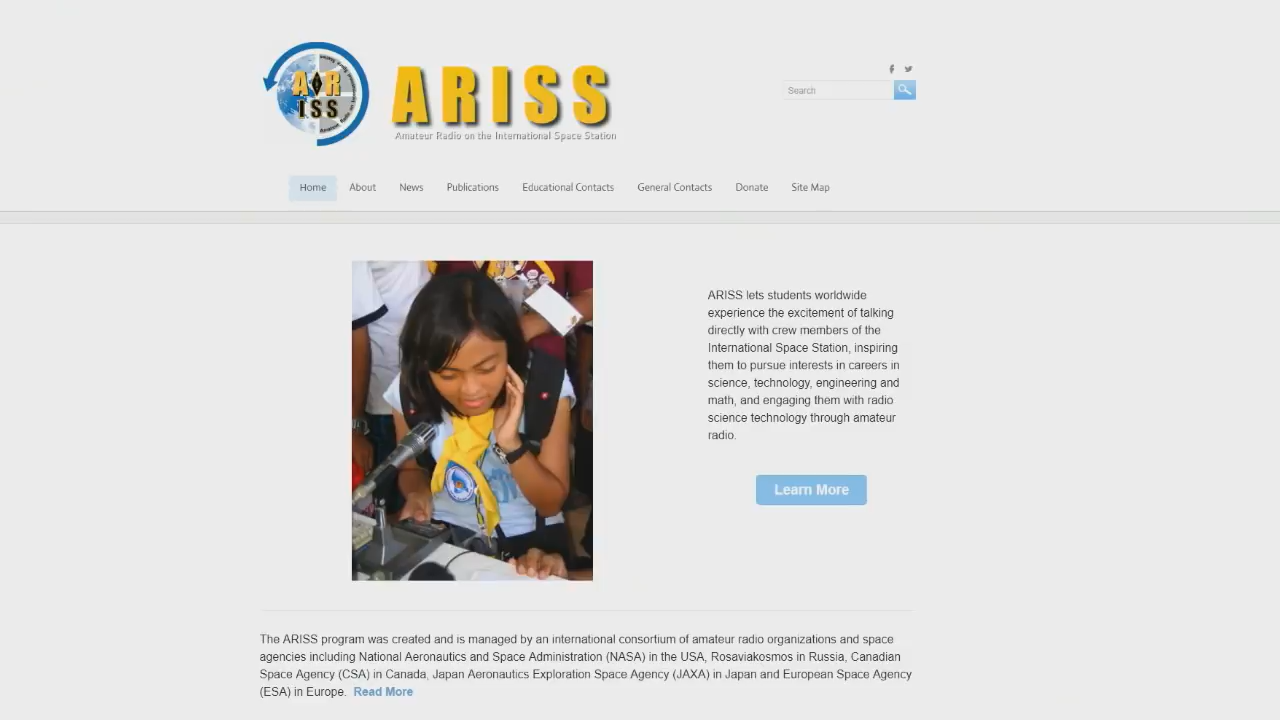 AR
ISS
ARISS
Amateur Radio on the International Space Station
Search
Home About News Publications Educational Contacts General Contacts Donate Site Map
ARISS lets students worldwide
experience the excitement of talking
directly with crew members of the
International Space Station, inspiring
them to pursue interests in careers in
science, technology, engineering and
math, and engaging them with radio
science technology through amateur
radio.
Learn More
The ARISS program was created and is managed by an international consortium of amateur radio organizations and space
agencies including National Aeronautics and Space Administration (NASA) in the USA, Rosaviakosmos in Russia, Canadian
Space Agency (CSA) in Canada, Japan Aeronautics Exploration Space Agency (JAXA) in Japan and European Space Agency
(ESA) in Europe. Read More